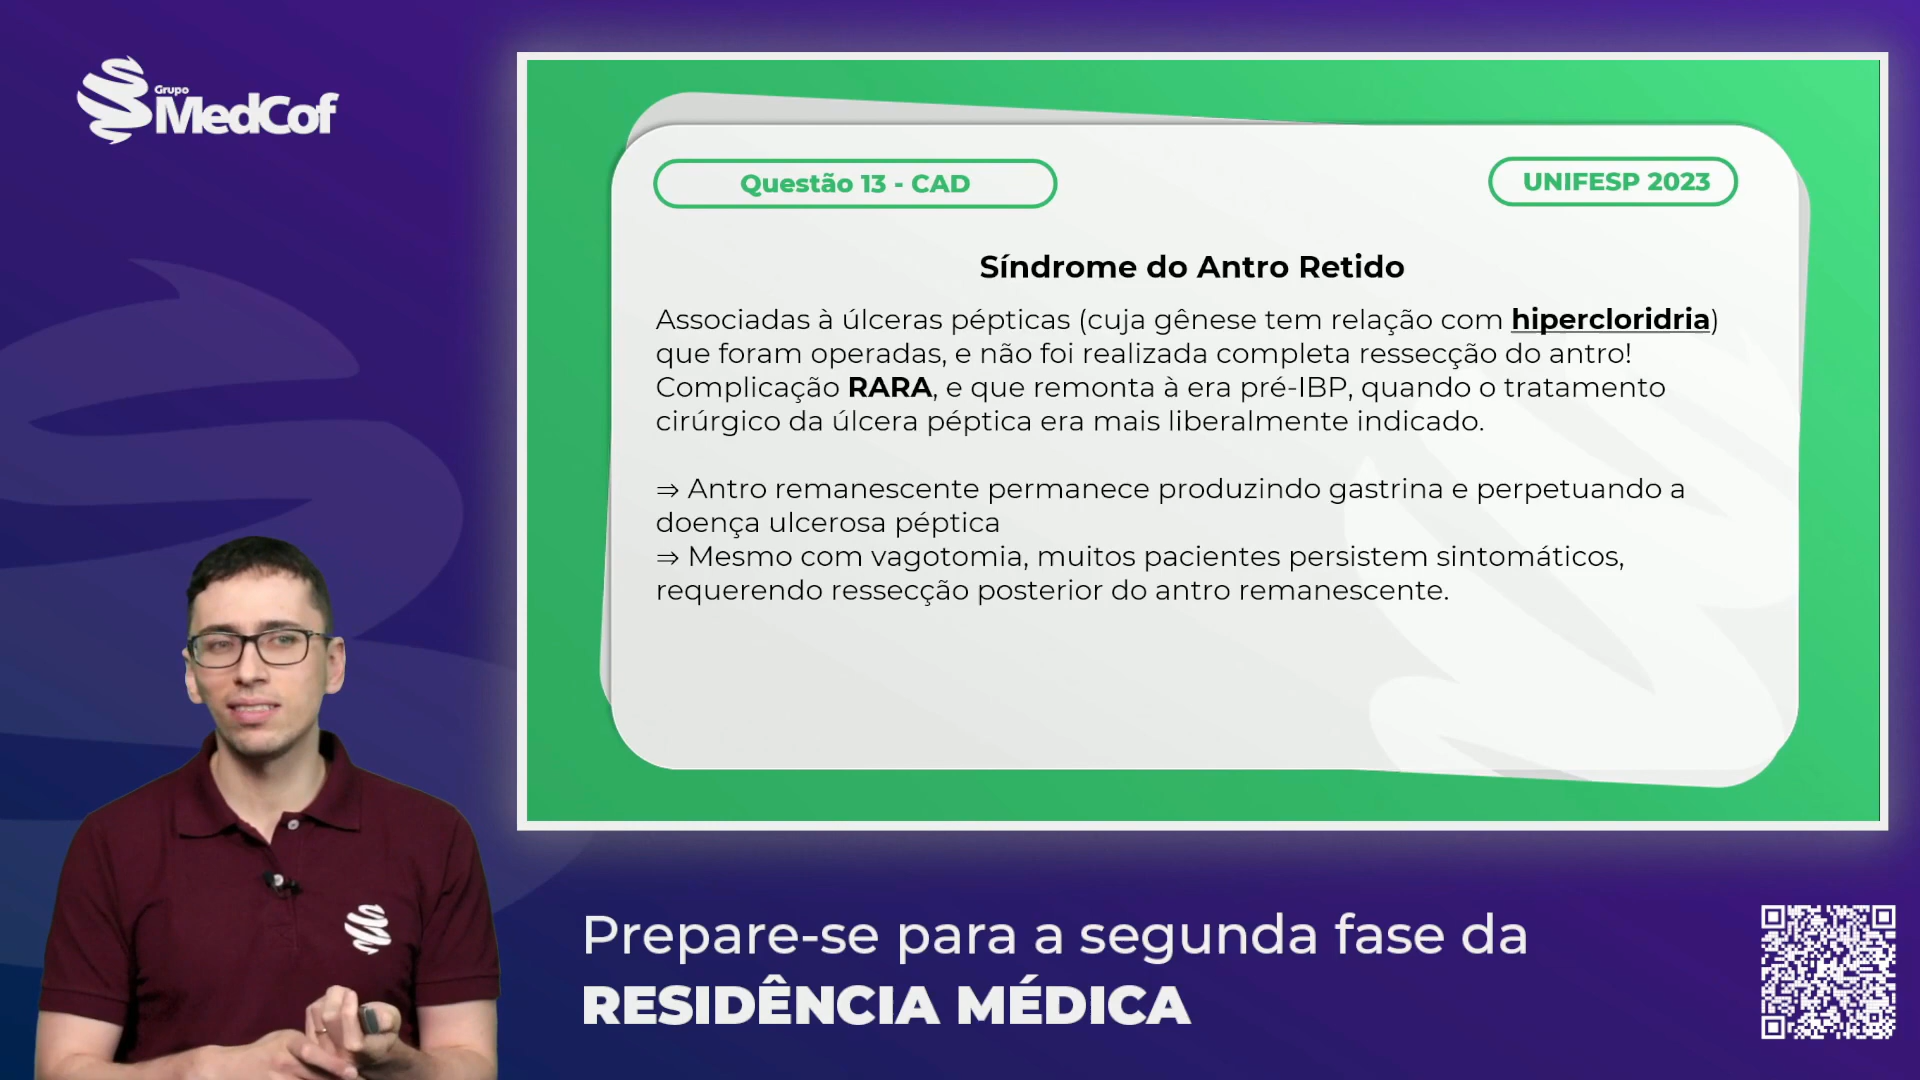 Grupo
MedCof
Questão 13 - CAD
UNIFESP 2023
Síndrome do Antro Retido
Associadas à úlceras pépticas (cuja gênese tem relação com hipercloridria)
que foram operadas, e não foi realizada completa ressecção do antro!
Complicação RARA, e que remonta à era pré-IBP, quando o tratamento
cirúrgico da úlcera péptica era mais liberalmente indicado.
⇒ Antro remanescente permanece produzindo gastrina e perpetuando a
doença ulcerosa péptica
⇒ Mesmo com vagotomia, muitos pacientes persistem sintomáticos,
requerendo ressecção posterior do antro remanescente.
Prepare-se para a segunda fase da
RESIDÊNCIA MÉDICA